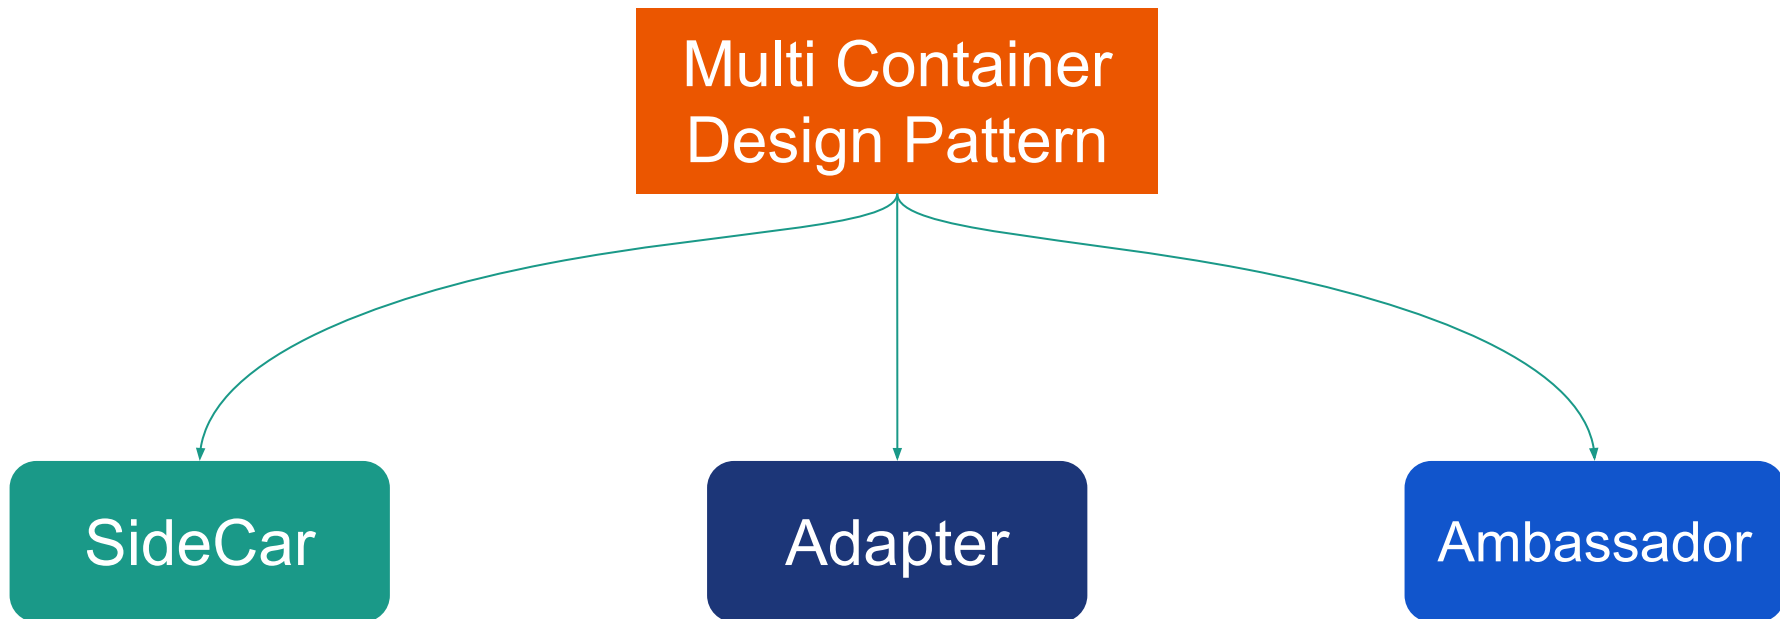 Multi Container
Design Pattern
SideCar
Adapter
Ambassador